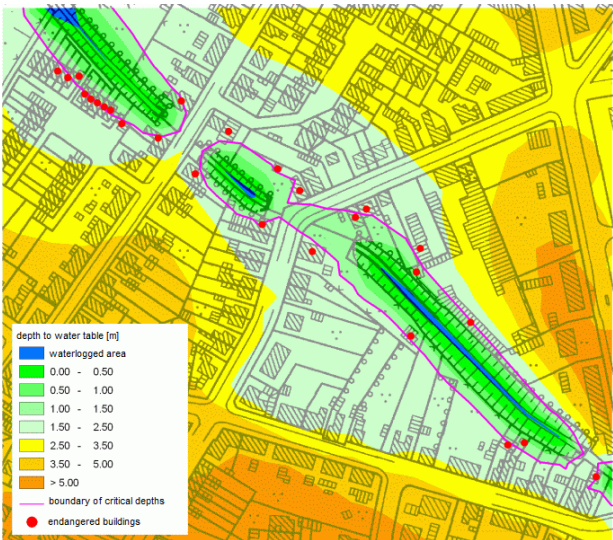 depth to water table [m]
waterlogged area
0.00 - 0.50
0.50 - 1.00
1.00 - 1.50
1.50 - 2.50
2.50 - 3.50
3.50 - 5.00
> 5.00
boundary of critical depths
endangered buildings